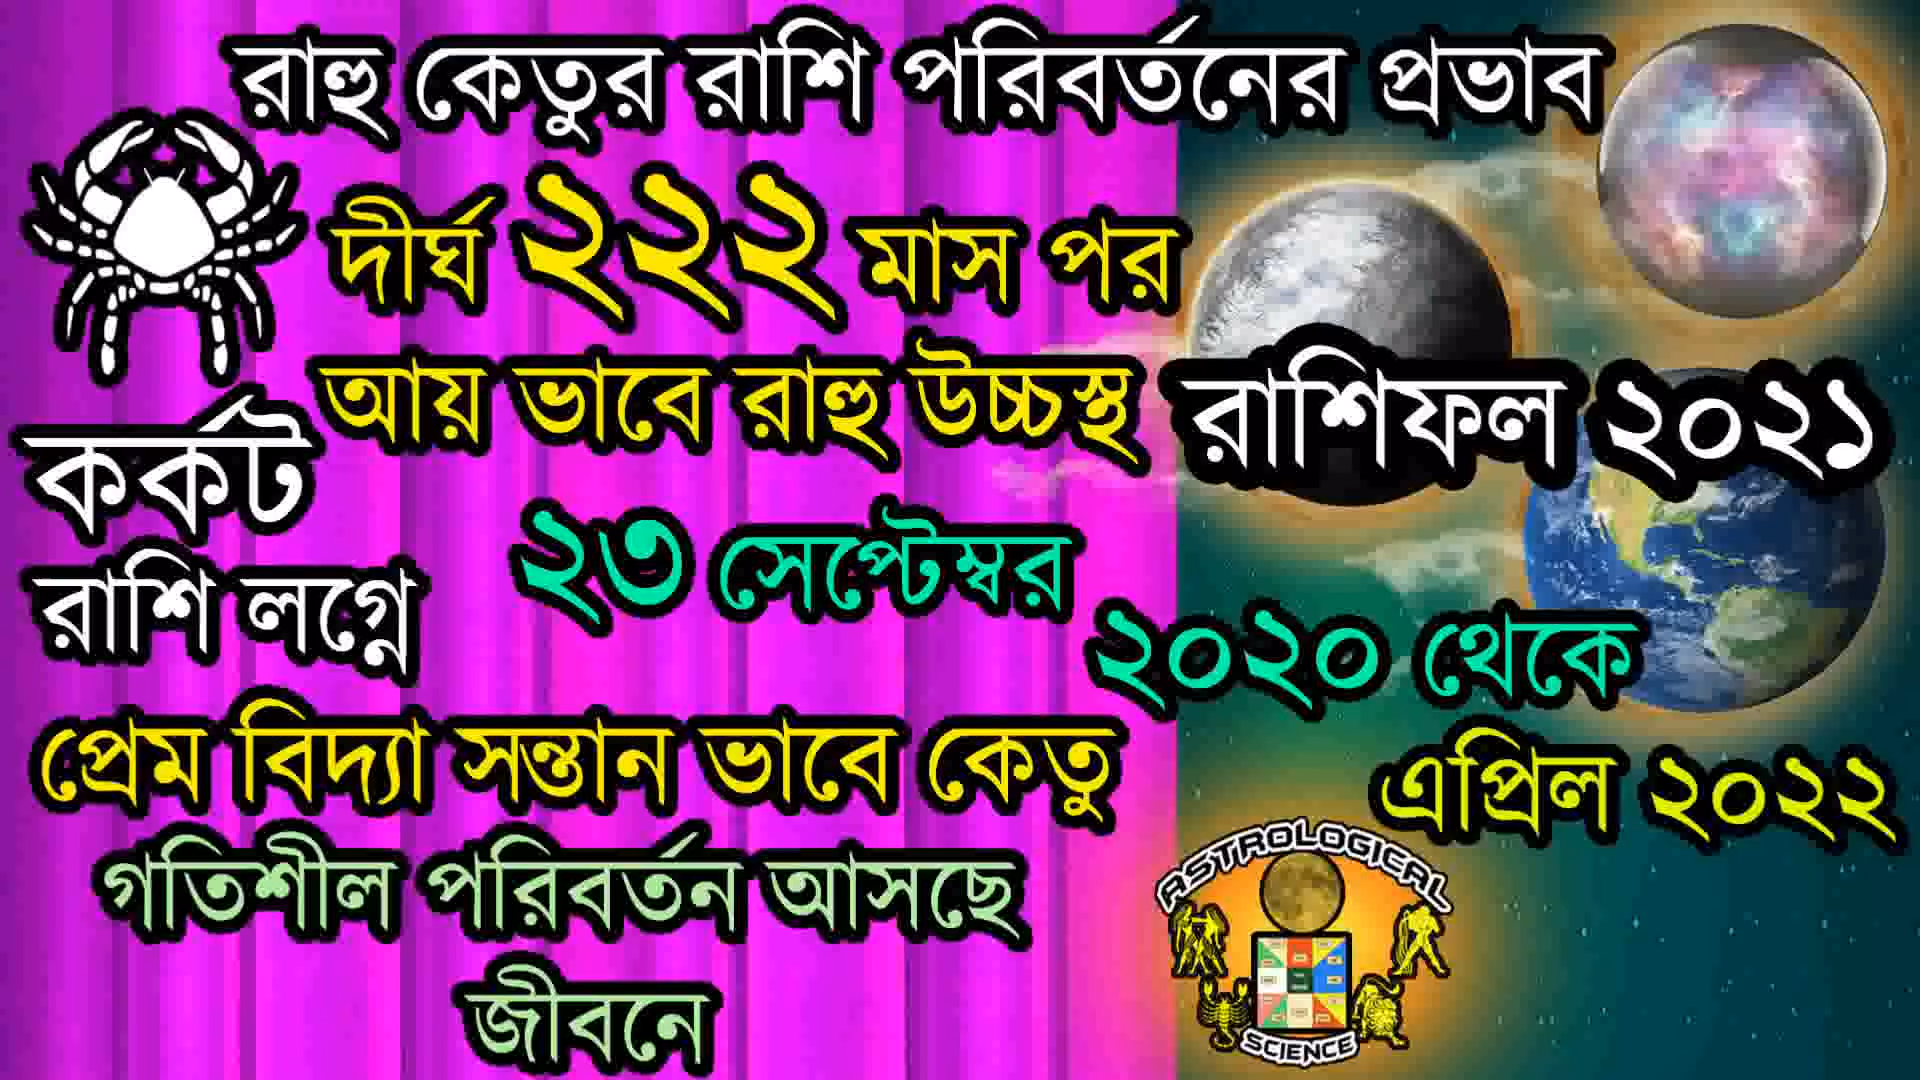 রাহু কেতুর রাশি পরিবর্তনের প্রভাব
দীর্ঘ ২২২ মাস পর
আয় ভাবে রাহু উচ্চস্থ
রাশিফল ২০২১
কর্কট
রাশি লগ্নে
২৩ সেপ্টেম্বর
২০২০ থেকে
এপ্রিল ২০২২
প্রেম বিদ্যা সন্তান ভাবে কেতু
গতিশীল পরিবর্তন আসছে
জীবনে
ASTROLOGICAL
SCIENCE